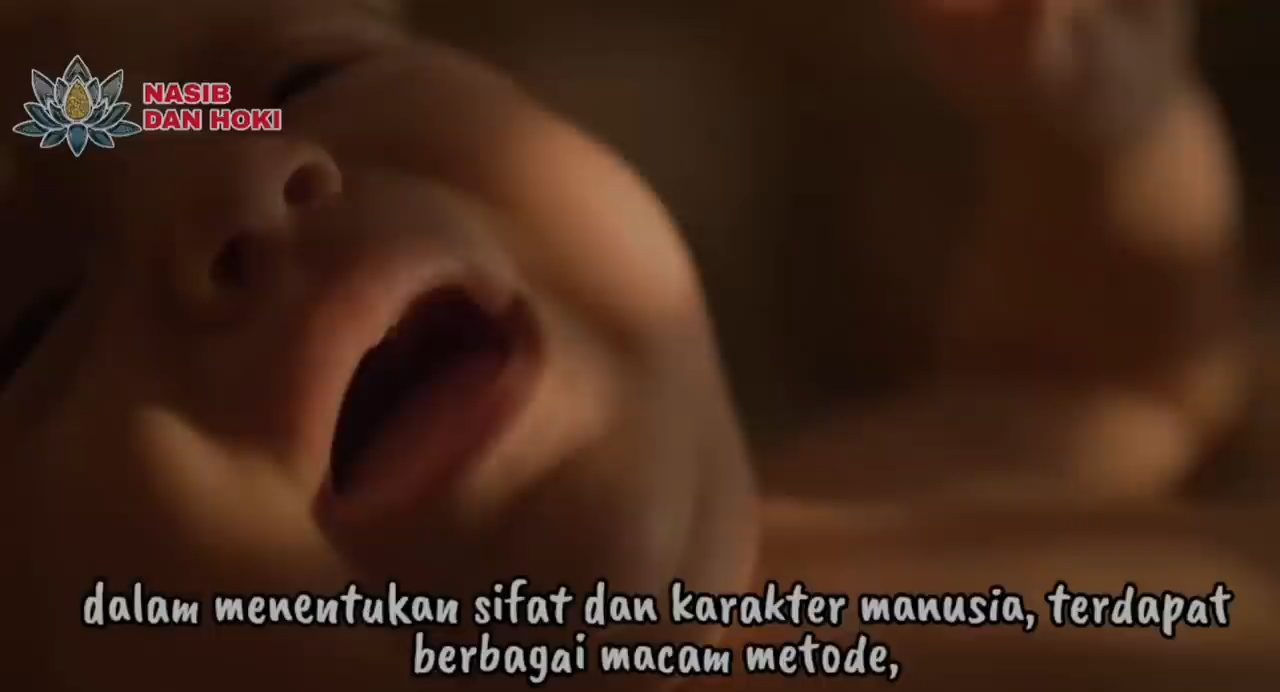 NASIB
DAN HOKI
dalam menentukan sifat dan karakter manusia, terdapat
berbagai macam metode,